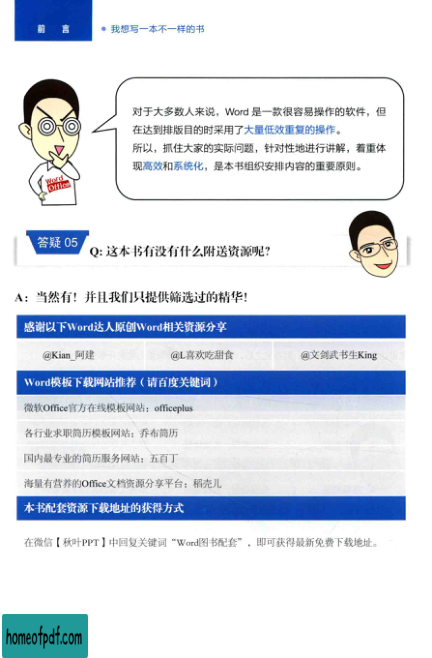 前 言
● 我想写一本不一样的书
对于大多数人来说，Word 是一款很容易操作的软件，但
在达到排版目的时采用了大量低效重复的操作。
所以，抓住大家的实际问题，针对性地进行讲解，着重体
现高效和系统化，是本书组织安排内容的重要原则。
Word
Office
答疑 05
Q: 这本书有没有什么附送资源呢?
A：当然有！并且我们只提供筛选过的精华!
感谢以下Word达人原创Word相关资源分享
@Kian_阿建 @L喜欢吃甜食 @文剑武书生King
Word模板下载网站推荐（请百度关键词）
微软Office官方在线模板网站：officeplus
各行业求职简历模板网站：乔布简历
国内最专业的简历服务网站：五百丁
海量有营养的Office文档资源分享平台：稻壳儿
本书配套资源下载地址的获得方式
在微信【秋叶PPT】中回复关键词“Word图书配套”，即可获得最新免费下载地址。
homeofpdf.com